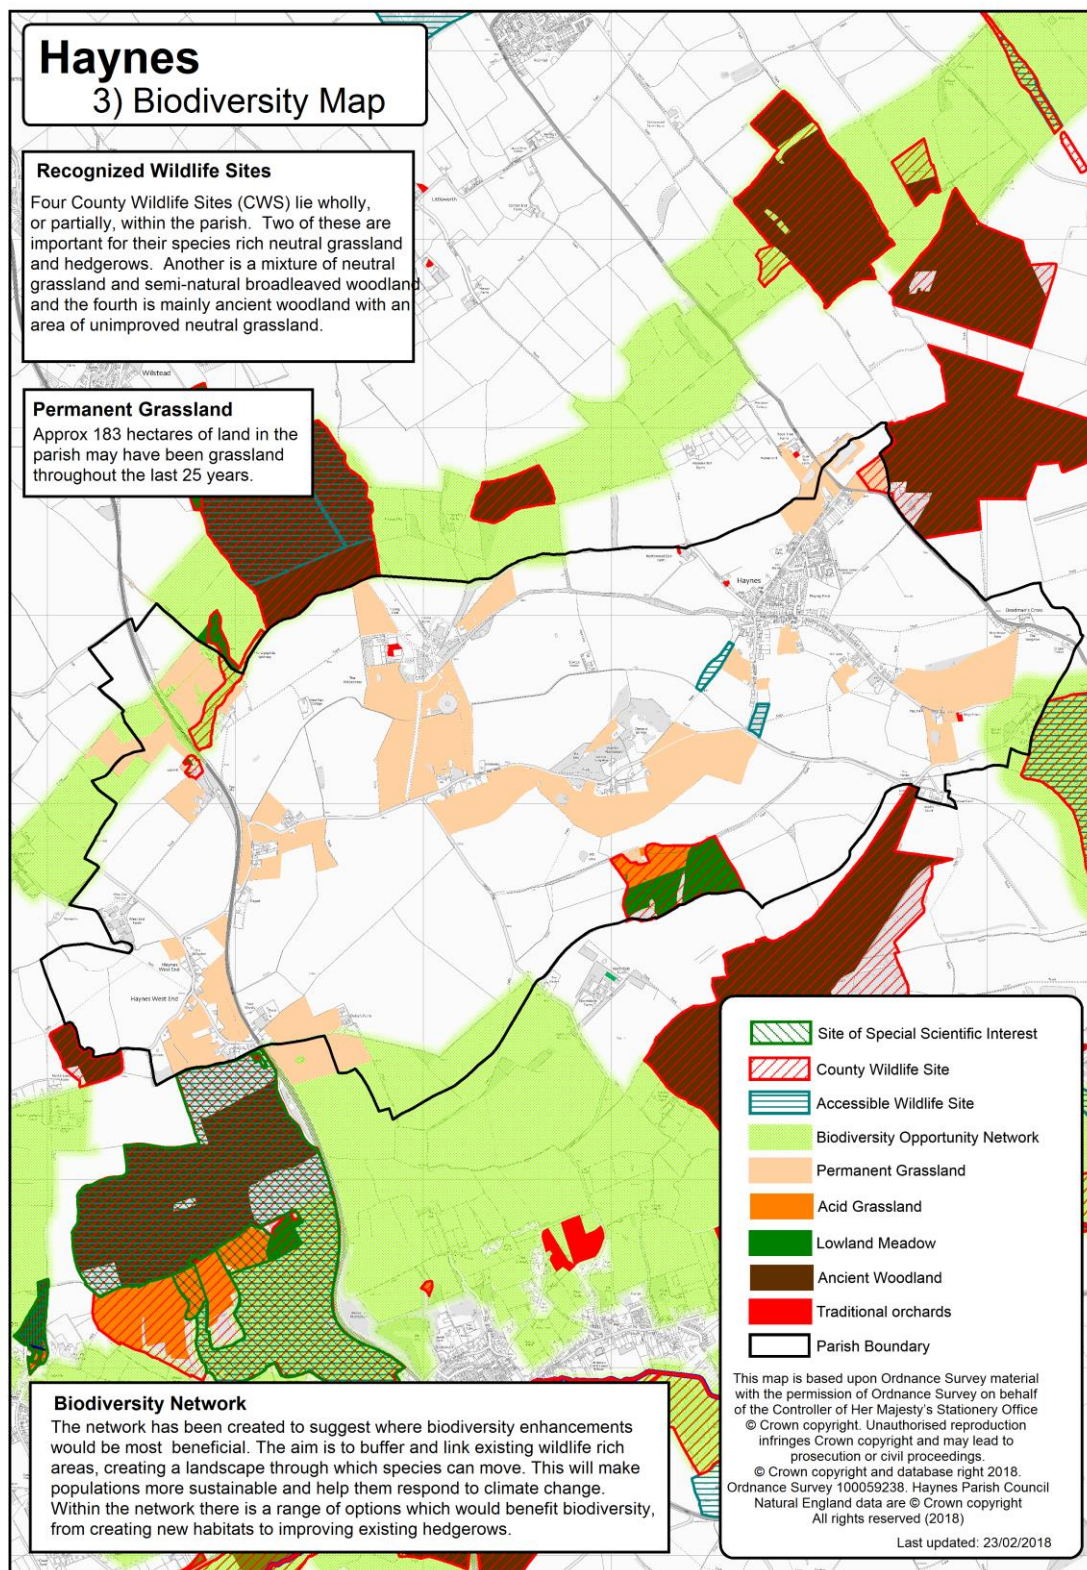 Haynes
3) Biodiversity Map
Recognized Wildlife Sites
Four County Wildlife Sites (CWS) lie wholly,
or partially, within the parish. Two of these are
important for their species rich neutral grassland
and hedgerows. Another is a mixture of neutral
grassland and semi-natural broadleaved woodland
and the fourth is mainly ancient woodland with an
area of unimproved neutral grassland.
Littleworth
Wilstead
Permanent Grassland
Approx 183 hectares of land in the
parish may have been grassland
throughout the last 25 years.
Haynes
Deadman's Cross
Haynes
West End
Haynes West End
Site of Special Scientific Interest
County Wildlife Site
Accessible Wildlife Site
Biodiversity Opportunity Network
Permanent Grassland
Acid Grassland
Lowland Meadow
Ancient Woodland
Traditional orchards
Parish Boundary
This map is based upon Ordnance Survey material
with the permission of Ordnance Survey on behalf
of the Controller of Her Majesty's Stationery Office
© Crown copyright. Unauthorised reproduction
infringes Crown copyright and may lead to
prosecution or civil proceedings.
© Crown copyright and database right 2018.
Ordnance Survey 100059238. Haynes Parish Council
Natural England data are © Crown copyright
All rights reserved (2018)
Last updated: 23/02/2018
Biodiversity Network
The network has been created to suggest where biodiversity enhancements
would be most beneficial. The aim is to buffer and link existing wildlife rich
areas, creating a landscape through which species can move. This will make
populations more sustainable and help them respond to climate change.
Within the network there is a range of options which would benefit biodiversity,
from creating new habitats to improving existing hedgerows.